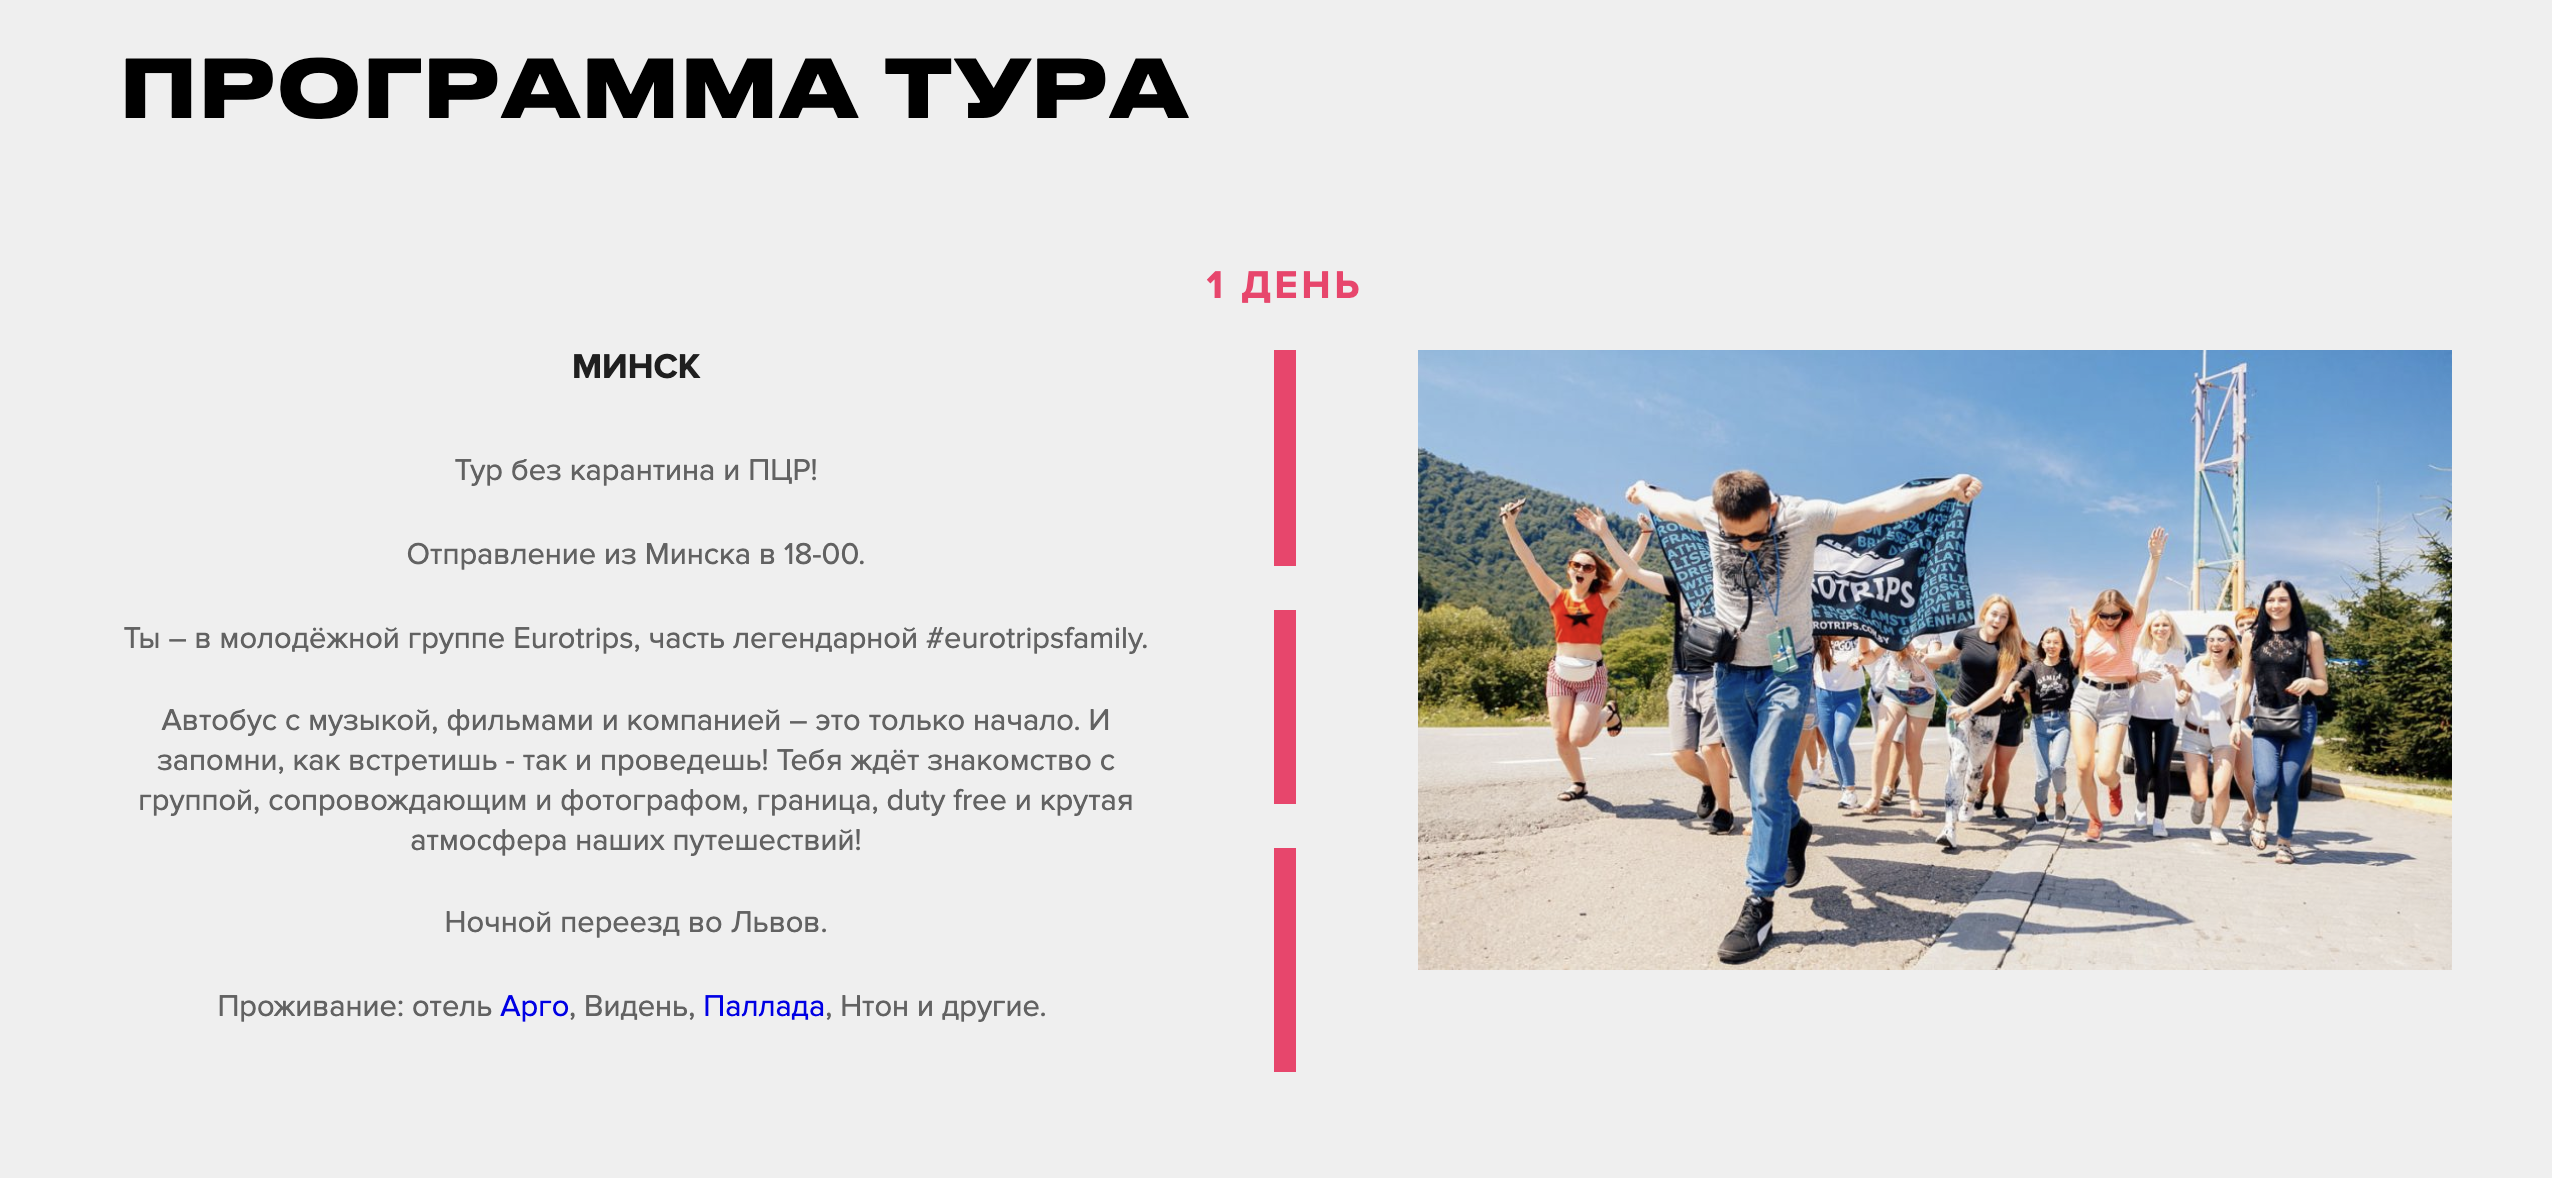 ПРОГРАММА ТУРА
1 ДЕНЬ
МИНСК
Тур без карантина и ПЦР!
Отправление из Минска в 18-00.
Ты – в молодёжной группе Eurotrips, часть легендарной #eurotripsfamily.
Автобус с музыкой, фильмами и компанией – это только начало. И
запомни, как встретишь - так и проведешь! Тебя ждёт знакомство с
группой, сопровождающим и фотографом, граница, duty free и крутая
атмосфера наших путешествий!
Ночной переезд во Львов.
Проживание: отель Арго, Видень, Паллада, Нтон и другие.
OTRIPS